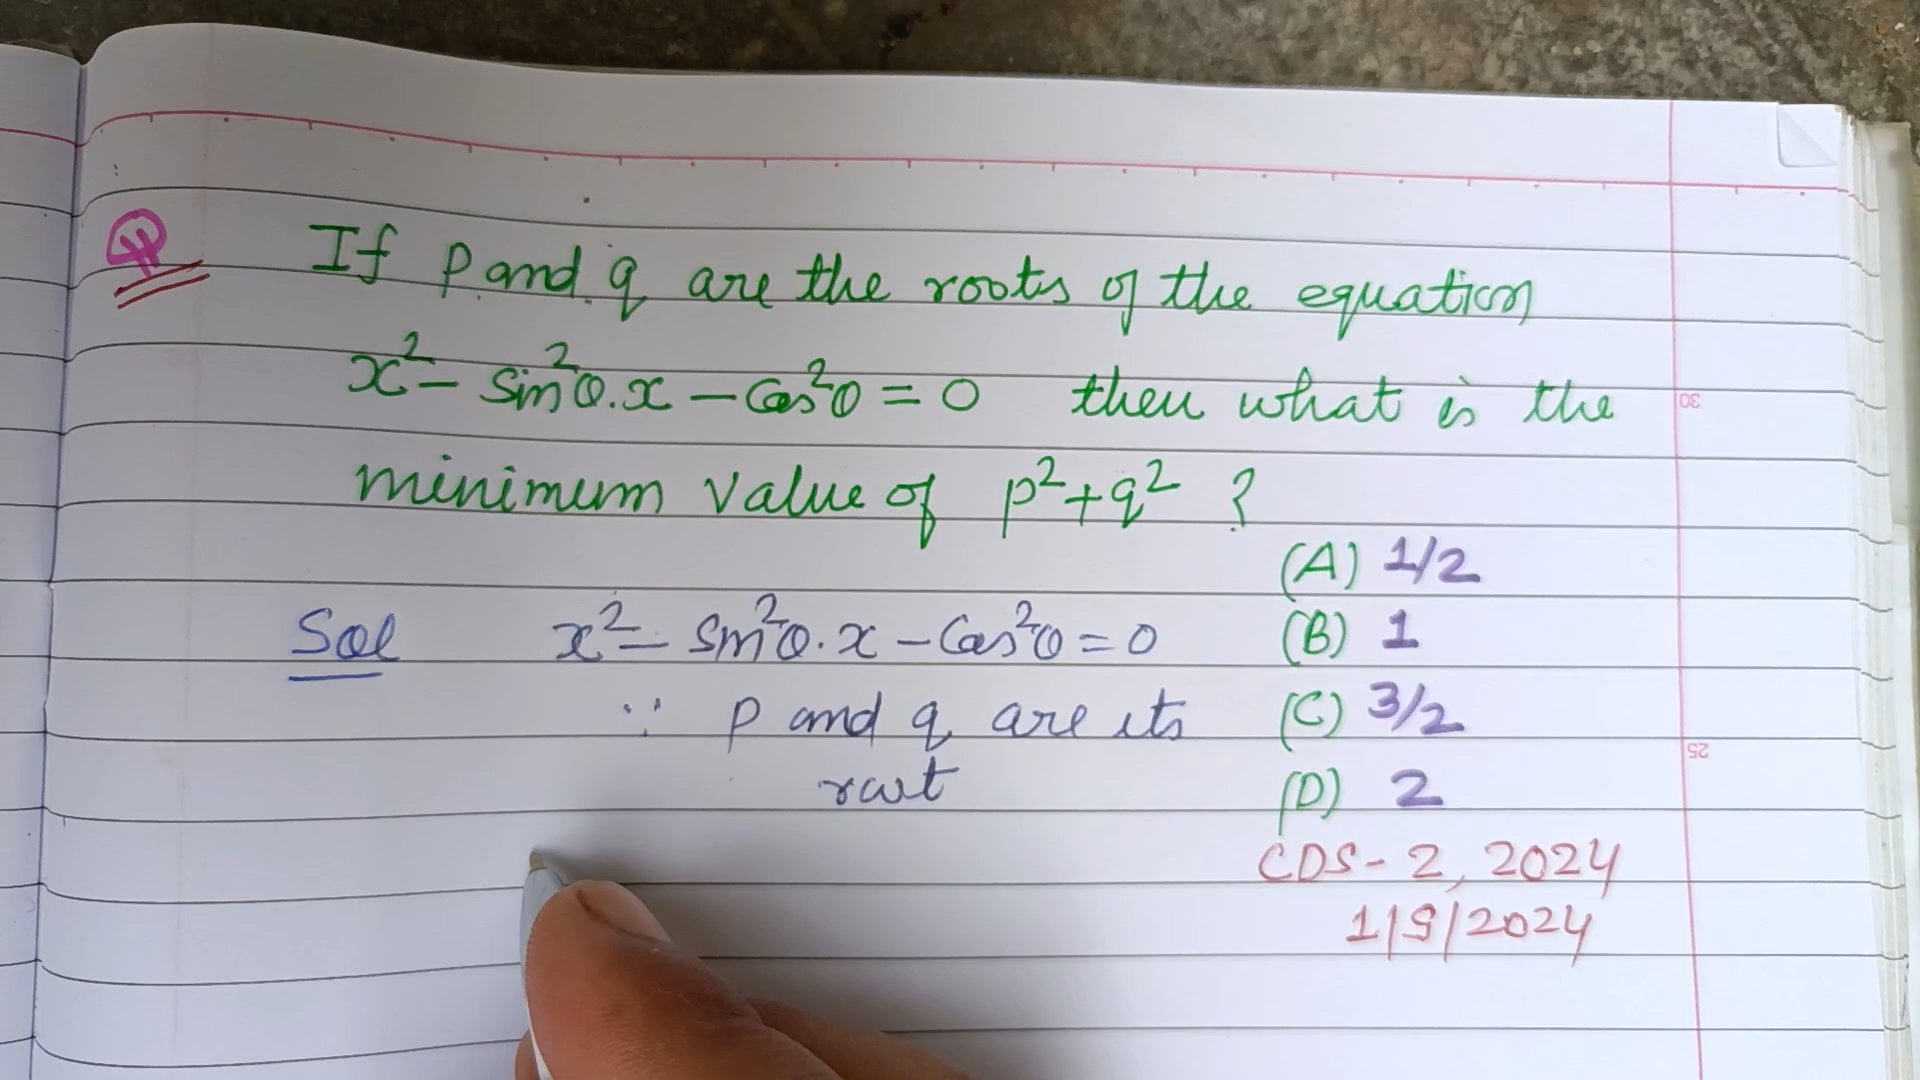 Q If p and q are the roots of the equation
x² - sin²θ.x - cos²θ = 0 then what is the
minimum value of p²+q² ?
(A) 1/2
Sol x² - sin²θ.x - cos²θ = 0 (B) 1
∵ p and q are its (C) 3/2
root (D) 2
CDS-2, 2024
1/9/2024
30
25